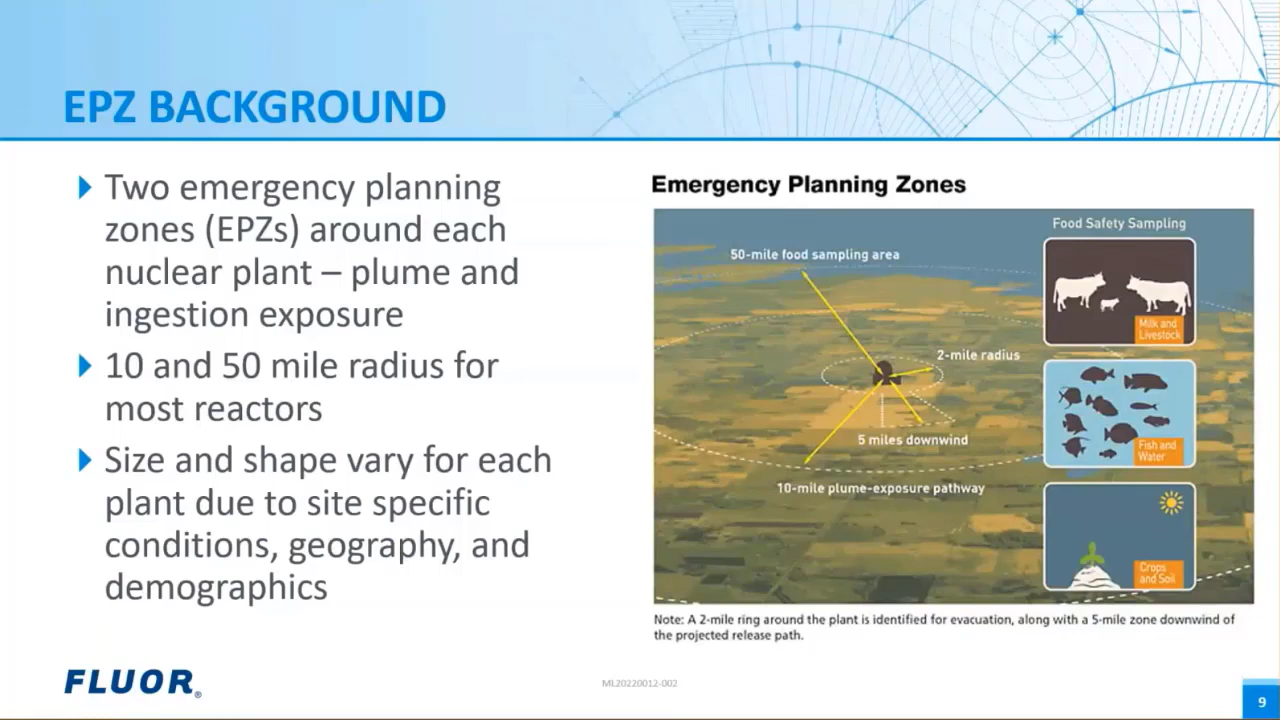 EPZ BACKGROUND
Two emergency planning
zones (EPZs) around each
nuclear plant – plume and
ingestion exposure
10 and 50 mile radius for
most reactors
Size and shape vary for each
plant due to site specific
conditions, geography, and
demographics
Emergency Planning Zones
Food Safety Sampling
50-mile food sampling area
2-mile radius
5 miles downwind
10-mile plume-exposure pathway
Milk and
Livestock
Fish and
Water
Crops
and Soil
Note: A 2-mile ring around the plant is identified for evacuation, along with a 5-mile zone downwind of
the projected release path.
FLUOR®
ML20220012-002
9